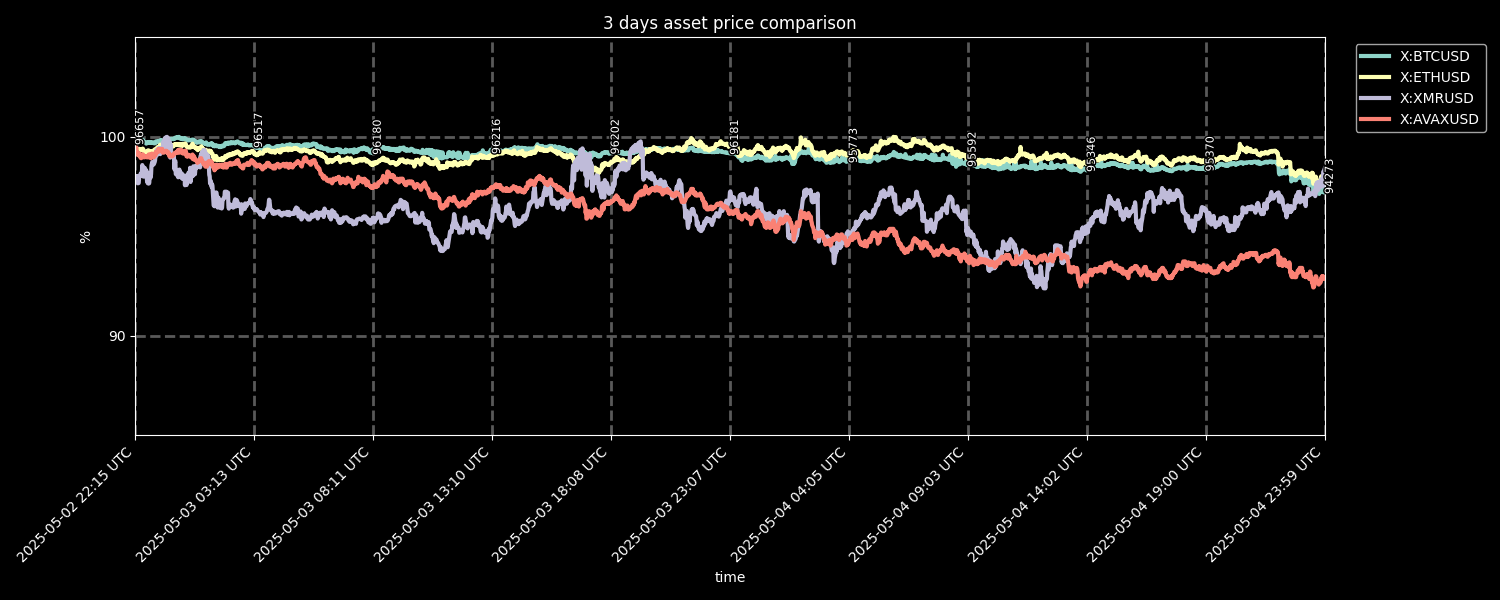 3 days asset price comparison
X:BTCUSD
X:ETHUSD
X:XMRUSD
X:AVAXUSD
100
90
%
96657
96517
96180
96216
96202
96181
95773
95592
95346
95370
94273
2025-05-02 22:15 UTC
2025-05-03 03:13 UTC
2025-05-03 08:11 UTC
2025-05-03 13:10 UTC
2025-05-03 18:08 UTC
2025-05-03 23:07 UTC
2025-05-04 04:05 UTC
2025-05-04 09:03 UTC
2025-05-04 14:02 UTC
2025-05-04 19:00 UTC
2025-05-04 23:59 UTC
time